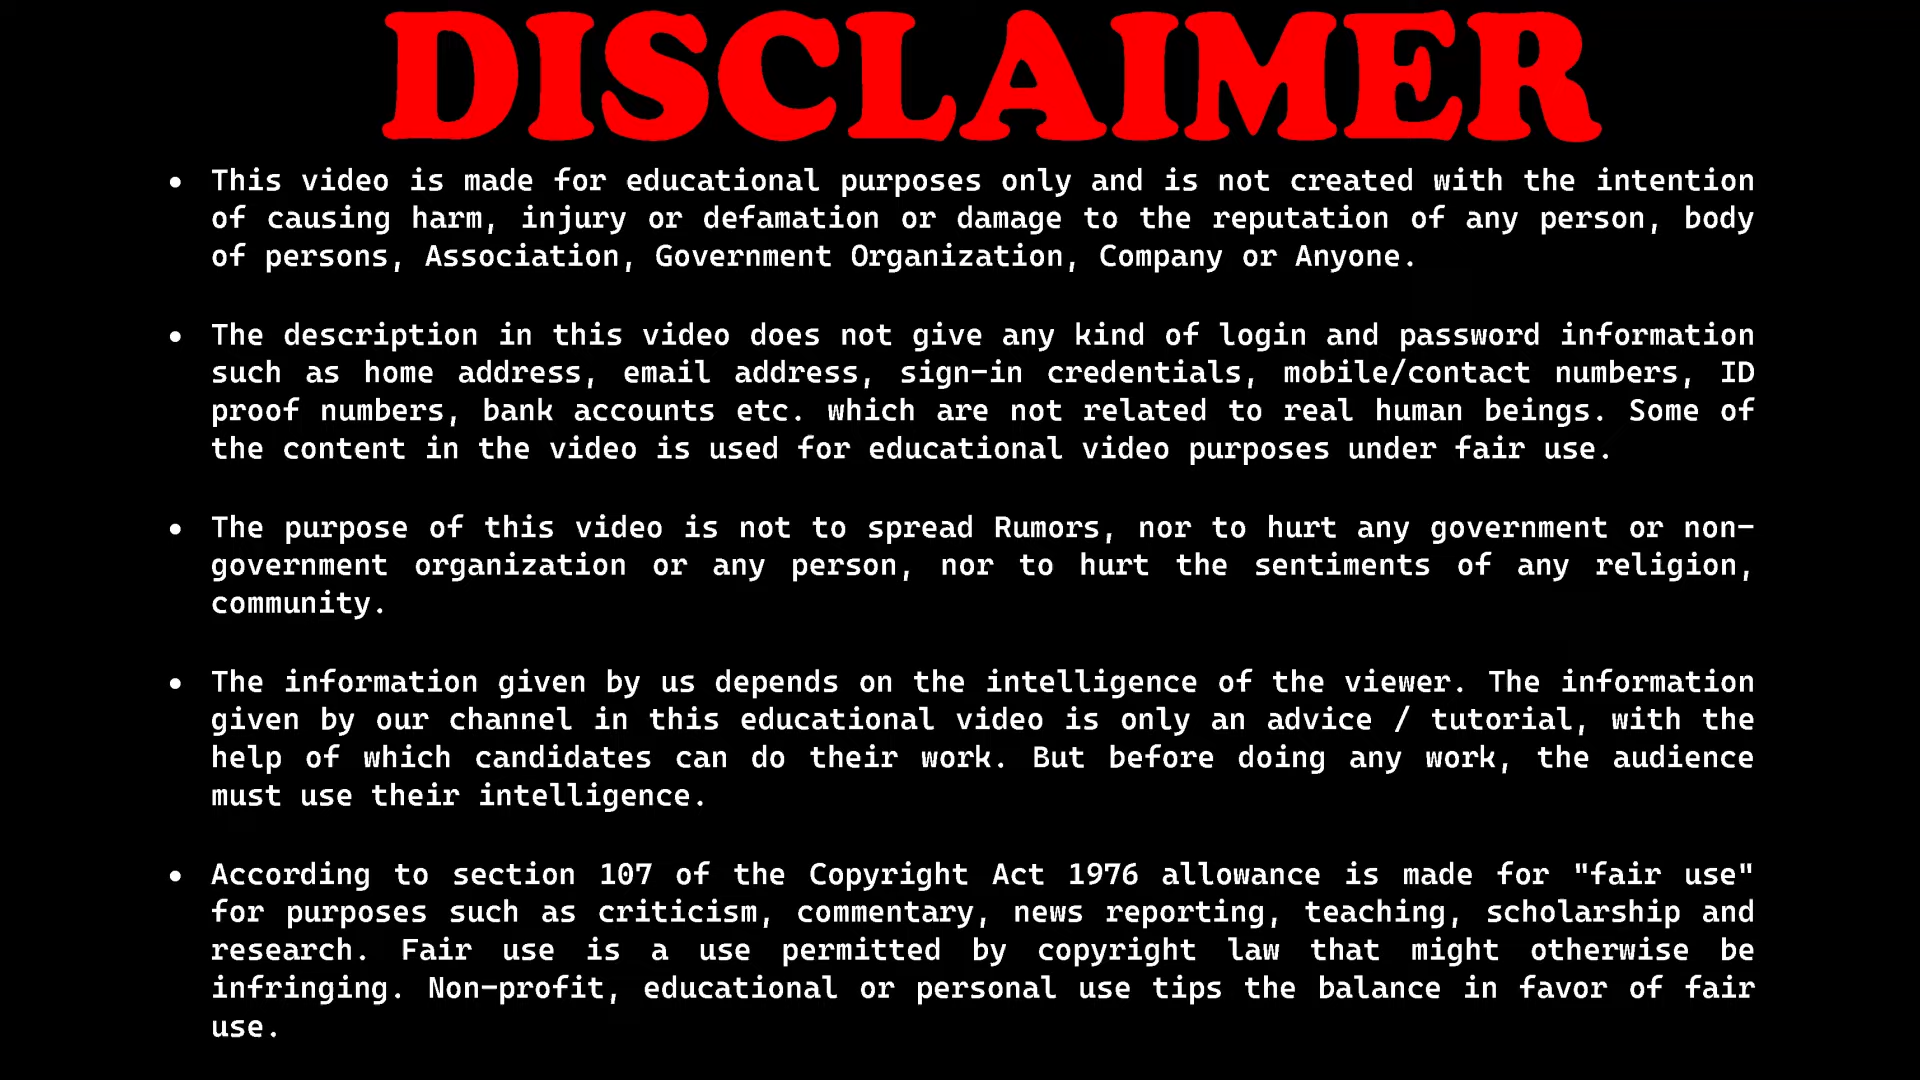 DISCLAIMER
• This video is made for educational purposes only and is not created with the intention
of causing harm, injury or defamation or damage to the reputation of any person, body
of persons, Association, Government Organization, Company or Anyone.
• The description in this video does not give any kind of login and password information
such as home address, email address, sign-in credentials, mobile/contact numbers, ID
proof numbers, bank accounts etc. which are not related to real human beings. Some of
the content in the video is used for educational video purposes under fair use.
• The purpose of this video is not to spread Rumors, nor to hurt any government or non-
government organization or any person, nor to hurt the sentiments of any religion,
community.
• The information given by us depends on the intelligence of the viewer. The information
given by our channel in this educational video is only an advice / tutorial, with the
help of which candidates can do their work. But before doing any work, the audience
must use their intelligence.
• According to section 107 of the Copyright Act 1976 allowance is made for "fair use"
for purposes such as criticism, commentary, news reporting, teaching, scholarship and
research. Fair use is a use permitted by copyright law that might otherwise be
infringing. Non-profit, educational or personal use tips the balance in favor of fair
use.